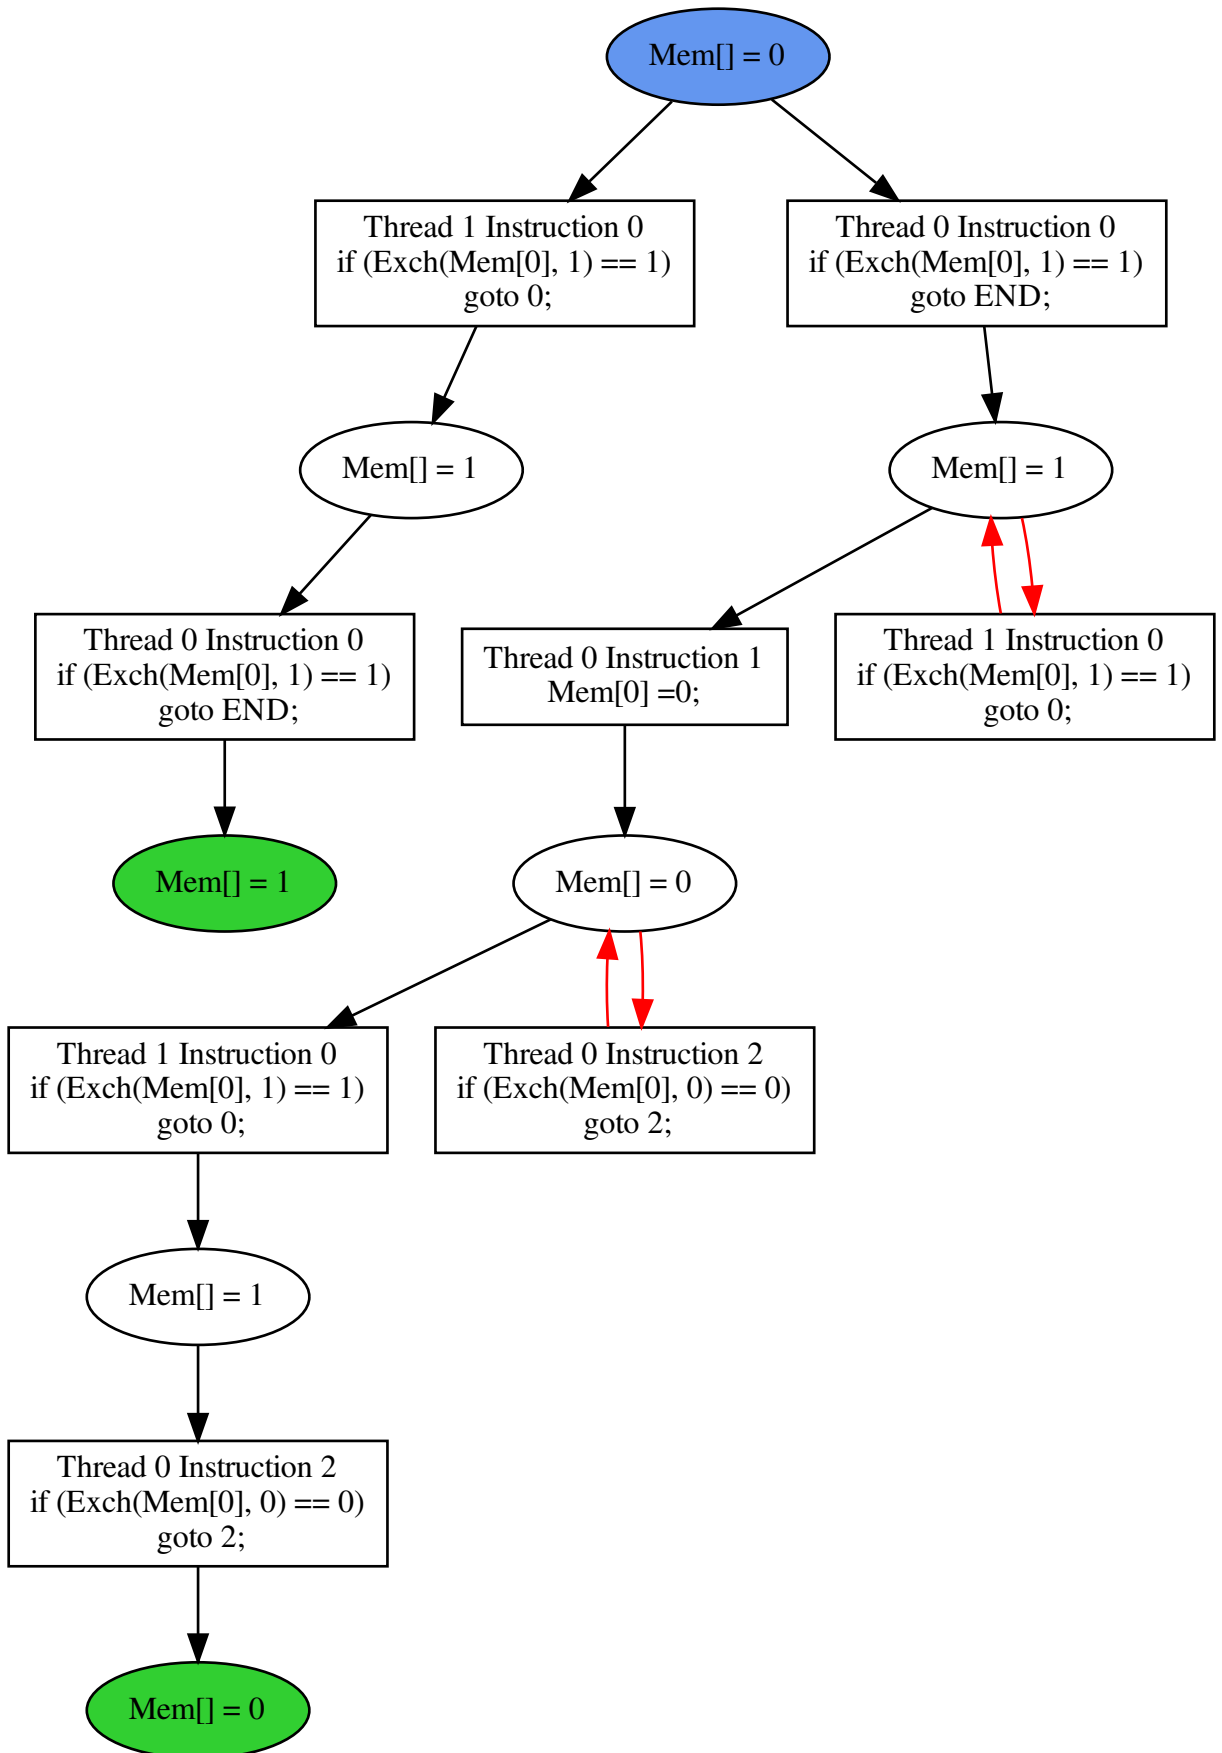 Mem[] = 0
Thread 1 Instruction 0
if (Exch(Mem[0], 1) == 1)
goto 0;
Thread 0 Instruction 0
if (Exch(Mem[0], 1) == 1)
goto END;
Mem[] = 1
Mem[] = 1
Thread 0 Instruction 0
if (Exch(Mem[0], 1) == 1)
goto END;
Thread 0 Instruction 1
Mem[0] =0;
Thread 1 Instruction 0
if (Exch(Mem[0], 1) == 1)
goto 0;
Mem[] = 1
Mem[] = 0
Thread 1 Instruction 0
if (Exch(Mem[0], 1) == 1)
goto 0;
Thread 0 Instruction 2
if (Exch(Mem[0], 0) == 0)
goto 2;
Mem[] = 1
Thread 0 Instruction 2
if (Exch(Mem[0], 0) == 0)
goto 2;
Mem[] = 0